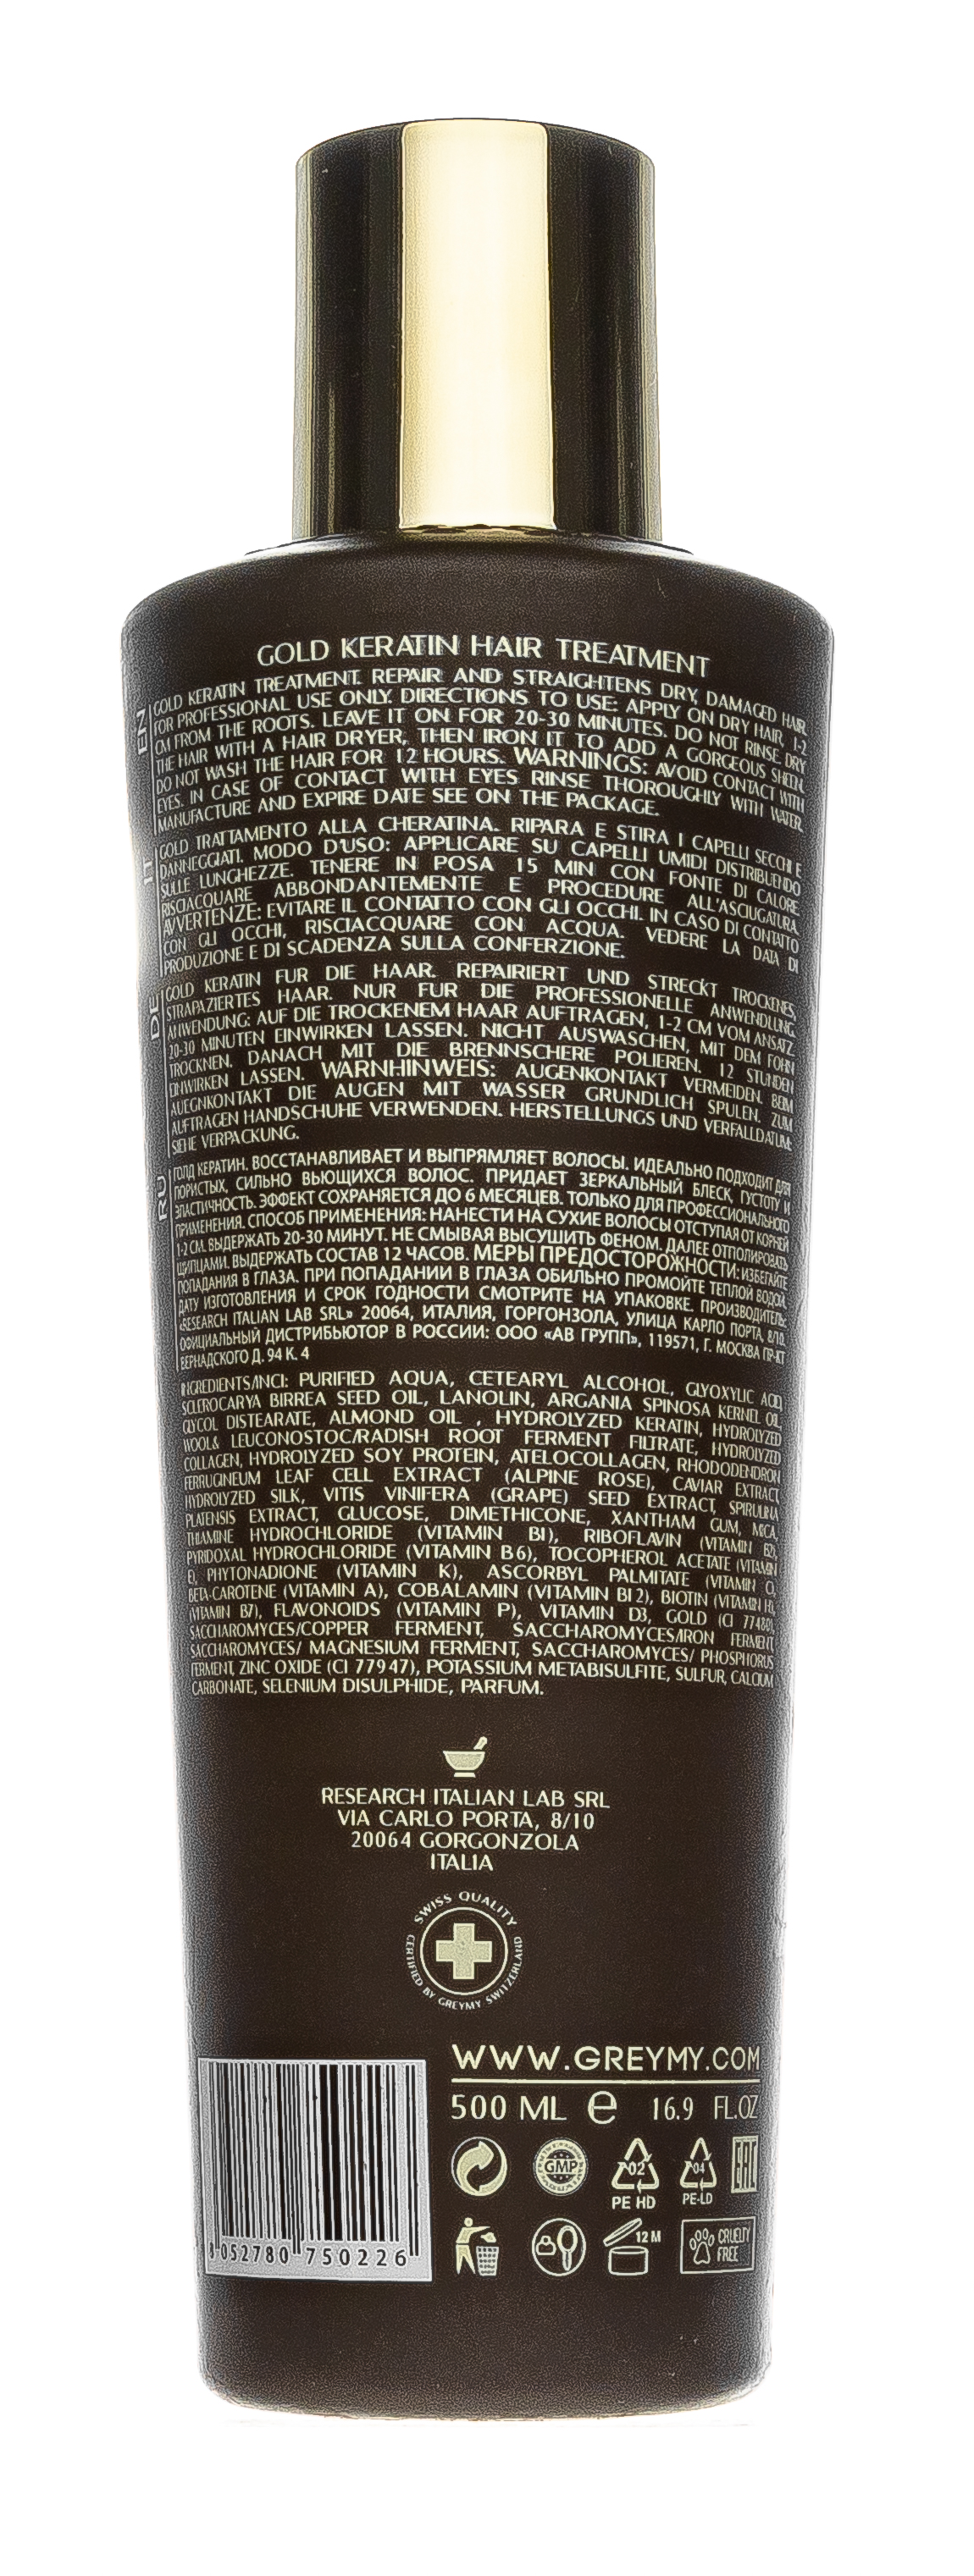 GOLD KERATIN HAIR TREATMENT
EN
GOLD KERATIN TREATMENT. REPAIR AND STRAIGHTENS DRY, DAMAGED HAIR.
FOR PROFESSIONAL USE ONLY. DIRECTIONS TO USE: APPLY ON DRY HAIR, 1-2
CM FROM THE ROOTS. LEAVE IT ON FOR 20-30 MINUTES. DO NOT RINSE. DRY
THE HAIR WITH A HAIR DRYER, THEN IRON IT TO ADD A GORGEOUS SHEEN.
DO NOT WASH THE HAIR FOR 12 HOURS. WARNINGS: AVOID CONTACT WITH
EYES. IN CASE OF CONTACT WITH EYES RINSE THOROUGHLY WITH WATER.
MANUFACTURE AND EXPIRE DATE SEE ON THE PACKAGE.
IT
GOLD TRATTAMENTO ALLA CHERATINA. RIPARA E STIRA I CAPELLI SECCHI E
DANNEGGIATI. MODO D'USO: APPLICARE SU CAPELLI UMIDI DISTRIBUENDO
SULLE LUNGHEZZE. TENERE IN POSA 15 MIN CON FONTE DI CALORE
RISCIACQUARE ABBONDANTEMENTE E PROCEDURE ALL'ASCIUGATURA.
AVVERTENZE: EVITARE IL CONTATTO CON GLI OCCHI. IN CASO DI CONTATTO
CON GLI OCCHI, RISCIACQUARE CON ACQUA. VEDERE LA DATA DI
PRODUZIONE E DI SCADENZA SULLA CONFERZIONE.
DE
GOLD KERATIN FUR DIE HAAR. REPAIRIERT UND STRECKT TROCKENES,
STRAPAZIERTES HAAR. NUR FUR DIE PROFESSIONELLE ANWENDLUNG.
ANWENDUNG: AUF DIE TROCKENEM HAAR AUFTRAGEN, 1-2 CM VOM ANSATZ.
20-30 MINUTEN EINWIRKEN LASSEN. NICHT AUSWASCHEN, MIT DEM FOHN
TROCKNEN. DANACH MIT DIE BRENNSCHERE POLIEREN. 12 STUNDEN
EINWIRKEN LASSEN. WARNHINWEIS: AUGENKONTAKT VERMEIDEN. BEIM
AUEGNKONTAKT DIE AUGEN MIT WASSER GRUNDLICH SPULEN. ZUM
AUFTRAGEN HANDSCHUHE VERWENDEN. HERSTELLUNGS UND VERFALLDATUM:
SIEHE VERPACKUNG.
RU
ГОЛД КЕРАТИН. ВОССТАНАВЛИВАЕТ И ВЫПРЯМЛЯЕТ ВОЛОСЫ. ИДЕАЛЬНО ПОДХОДИТ ДЛЯ
ПОРИСТЫХ, СИЛЬНО ВЬЮЩИХСЯ ВОЛОС. ПРИДАЕТ ЗЕРКАЛЬНЫЙ БЛЕСК, ГУСТОТУ И
ЭЛАСТИЧНОСТЬ. ЭФФЕКТ СОХРАНЯЕТСЯ ДО 6 МЕСЯЦЕВ. ТОЛЬКО ДЛЯ ПРОФЕССИОНАЛЬНОГО
ПРИМЕНЕНИЯ. СПОСОБ ПРИМЕНЕНИЯ: НАНЕСТИ НА СУХИЕ ВОЛОСЫ ОТСТУПАЯ ОТ КОРНЕЙ
1-2 СМ. ВЫДЕРЖАТЬ 20-30 МИНУТ. НЕ СМЫВАЯ ВЫСУШИТЬ ФЕНОМ. ДАЛЕЕ ОТПОЛИРОВАТЬ
ЩИПЦАМИ. ВЫДЕРЖАТЬ СОСТАВ 12 ЧАСОВ. МЕРЫ ПРЕДОСТОРОЖНОСТИ: ИЗБЕГАЙТЕ
ПОПАДАНИЯ В ГЛАЗА. ПРИ ПОПАДАНИИ В ГЛАЗА ОБИЛЬНО ПРОМОЙТЕ ТЕПЛОЙ ВОДОЙ.
ДАТУ ИЗГОТОВЛЕНИЯ И СРОК ГОДНОСТИ СМОТРИТЕ НА УПАКОВКЕ. ПРОИЗВОДИТЕЛЬ:
«RESEARCH ITALIAN LAB SRL» 20064, ИТАЛИЯ, ГОРГОНЗОЛА, УЛИЦА КАРЛО ПОРТА, 8/10.
ОФИЦИАЛЬНЫЙ ДИСТРИБЬЮТОР В РОССИИ: ООО «АВ ГРУПП», 119571, Г. МОСКВА ПР-КТ
ВЕРНАДСКОГО Д. 94 К. 4
INGREDIENTS/INCI: PURIFIED AQUA, CETEARYL ALCOHOL, GLYOXYLIC ACID,
SCLEROCARYA BIRREA SEED OIL, LANOLIN, ARGANIA SPINOSA KERNEL OIL,
GLYCOL DISTEARATE, ALMOND OIL , HYDROLYZED KERATIN, HYDROLYZED
WOOL& LEUCONOSTOC/RADISH ROOT FERMENT FILTRATE, HYDROLYZED
COLLAGEN, HYDROLYZED SOY PROTEIN, ATELOCOLLAGEN, RHODODENDRON
FERRUGINEUM LEAF CELL EXTRACT (ALPINE ROSE), CAVIAR EXTRACT,
HYDROLYZED SILK, VITIS VINIFERA (GRAPE) SEED EXTRACT, SPIRULINA
PLATENSIS EXTRACT, GLUCOSE, DIMETHICONE, XANTHAM GUM, MICA,
THIAMINE HYDROCHLORIDE (VITAMIN B1), RIBOFLAVIN (VITAMIN B2),
PYRIDOXAL HYDROCHLORIDE (VITAMIN B6), TOCOPHEROL ACETATE (VITAMIN
E), PHYTONADIONE (VITAMIN K), ASCORBYL PALMITATE (VITAMIN C),
BETA-CAROTENE (VITAMIN A), COBALAMIN (VITAMIN B12), BIOTIN (VITAMIN H),
(VITAMIN B7), FLAVONOIDS (VITAMIN P), VITAMIN D3, GOLD (CI 77480),
SACCHAROMYCES/COPPER FERMENT, SACCHAROMYCES/IRON FERMENT,
SACCHAROMYCES/ MAGNESIUM FERMENT, SACCHAROMYCES/ PHOSPHORUS
FERMENT, ZINC OXIDE (CI 77947), POTASSIUM METABISULFITE, SULFUR, CALCIUM
CARBONATE, SELENIUM DISULPHIDE, PARFUM.
RESEARCH ITALIAN LAB SRL
VIA CARLO PORTA, 8/10
20064 GORGONZOLA
ITALIA
SWISS QUALITY
CERTIFIED BY GREYMY SWITZERLAND
WWW.GREYMY.COM
500 ML e 16.9 FL.OZ
GMP
02
PE HD
04
PE-LD
EAC
12 M
CRUELTY
FREE
8 052780 750226